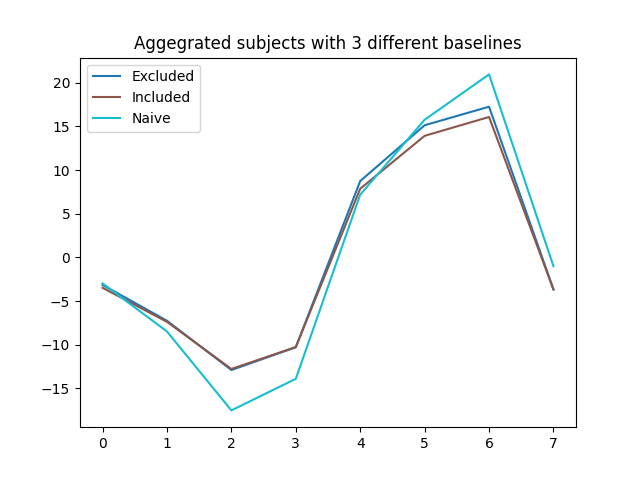 Aggegrated subjects with 3 different baselines
Excluded
Included
Naive
20
15
10
5
0
−5
−10
−15
0 1 2 3 4 5 6 7